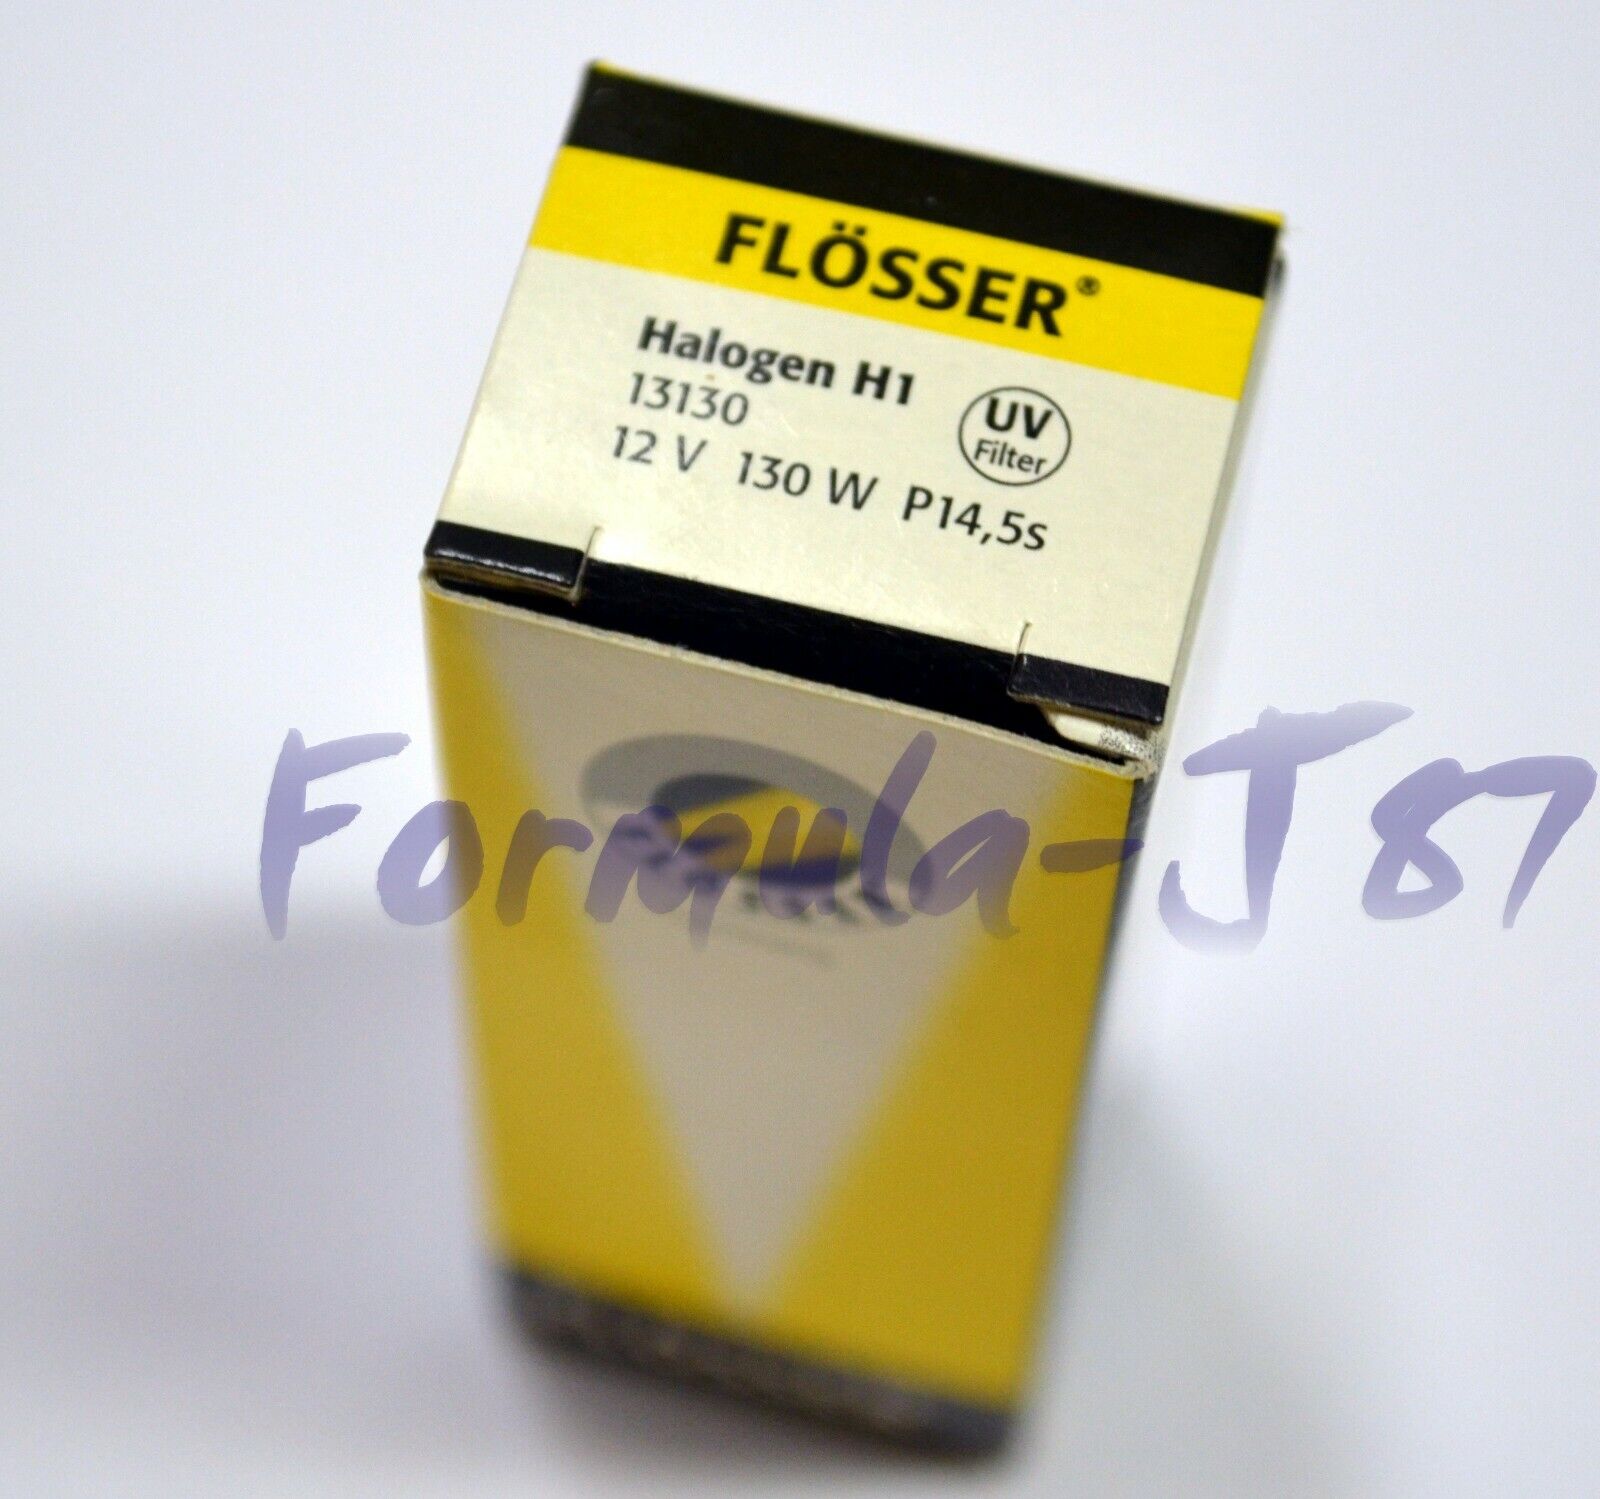 FLÖSSER®
Halogen H1
13130
12 V 130 W P14,5s
UV
Filter
Formula-J87